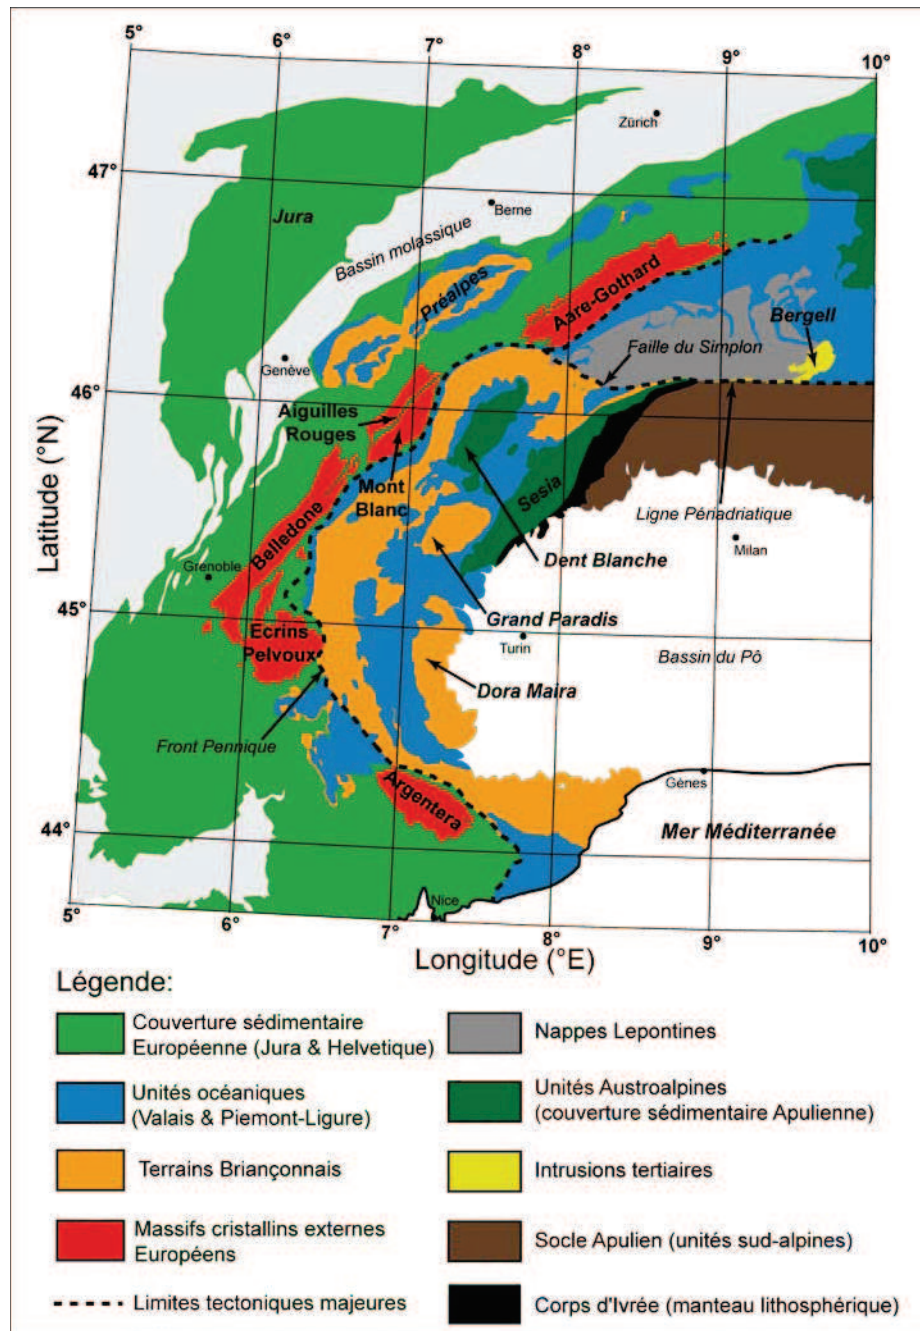 5°
6°
7°
8°
9°
10°
47°
46°
45°
44°
Latitude (°N)
Zürich
Jura
Berne
Bassin molassique
Préalpes
Aare-Gothard
Bergell
Genève
Faille du Simplon
Aiguilles
Rouges
Mont
Blanc
Sesia
Ligne Périadriatique
Milan
Belledone
Grenoble
Dent Blanche
Grand Paradis
Ecrins
Pelvoux
Turin
Bassin du Pô
Dora Maira
Front Pennique
Argentera
Gènes
Mer Méditerranée
Nice
5°
6°
7°
8°
9°
10°
Longitude (°E)
Légende:
Couverture sédimentaire
Européenne (Jura & Helvetique)
Unités océaniques
(Valais & Piemont-Ligure)
Terrains Briançonnais
Massifs cristallins externes
Européens
Limites tectoniques majeures
Nappes Lepontines
Unités Austroalpines
(couverture sédimentaire Apulienne)
Intrusions tertiaires
Socle Apulien (unités sud-alpines)
Corps d'Ivrée (manteau lithosphérique)